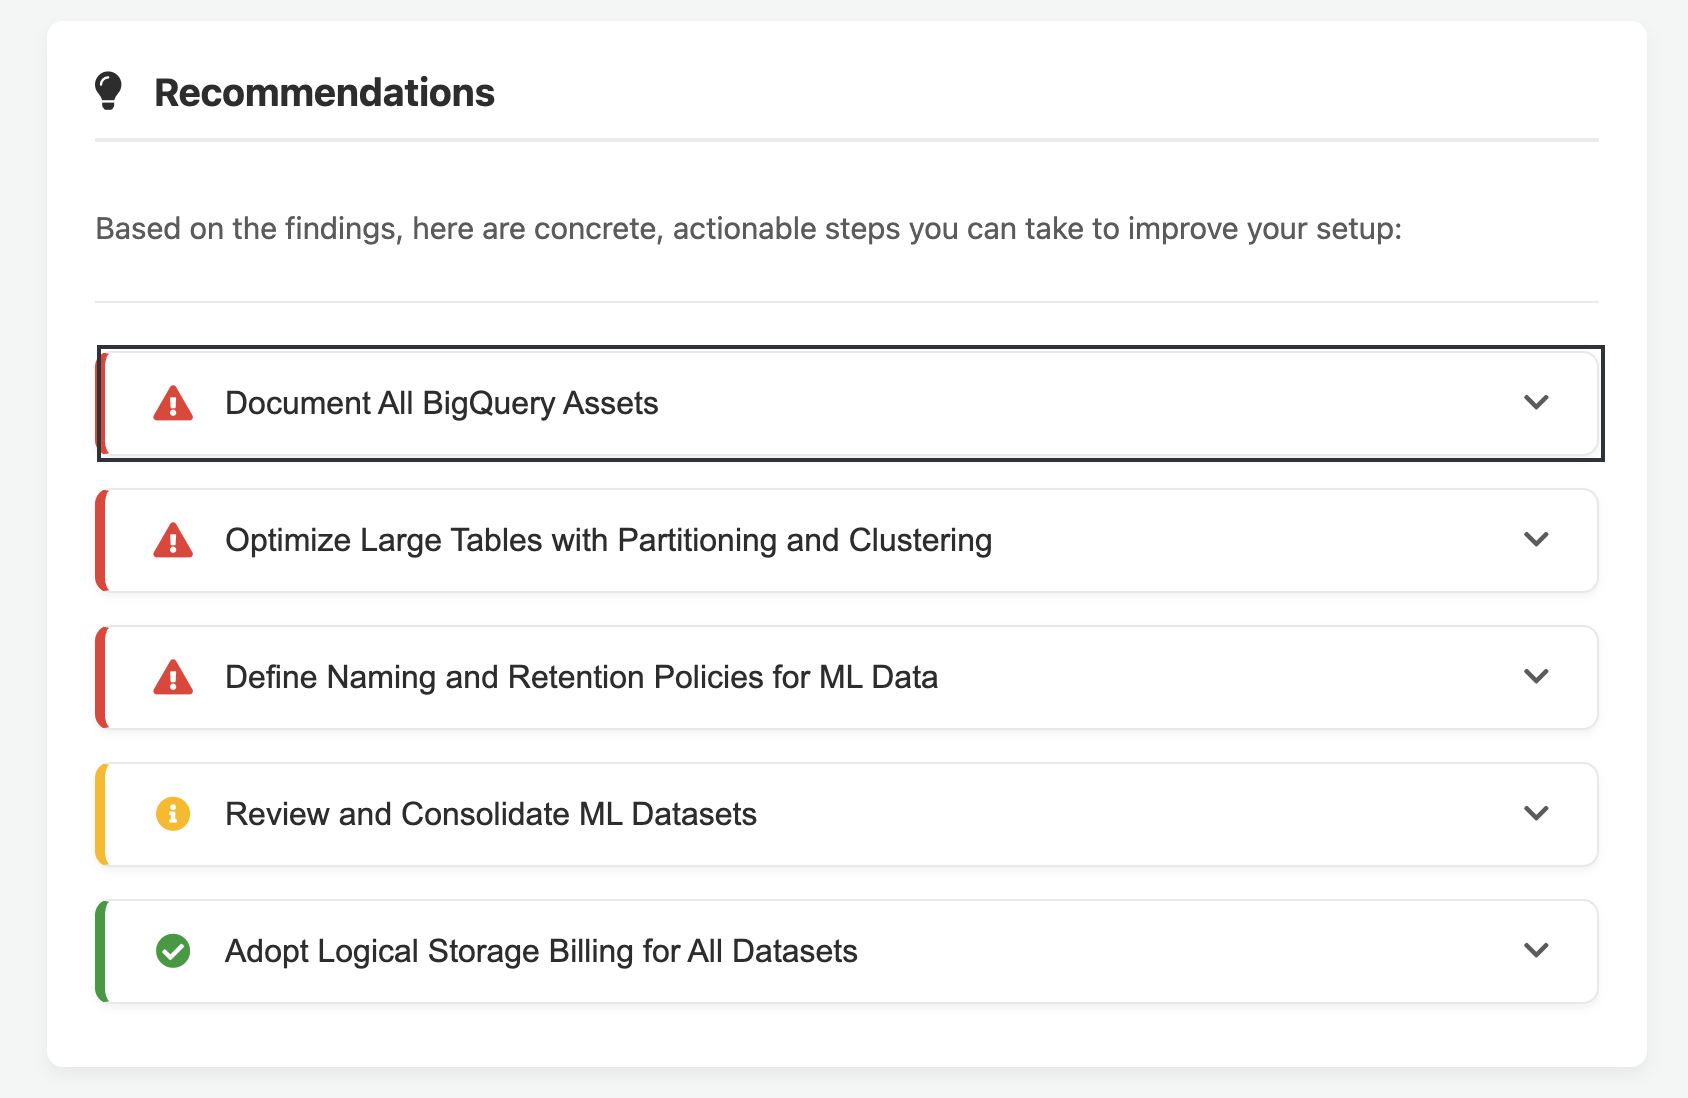 Recommendations
Based on the findings, here are concrete, actionable steps you can take to improve your setup:
Document All BigQuery Assets
Optimize Large Tables with Partitioning and Clustering
Define Naming and Retention Policies for ML Data
Review and Consolidate ML Datasets
Adopt Logical Storage Billing for All Datasets